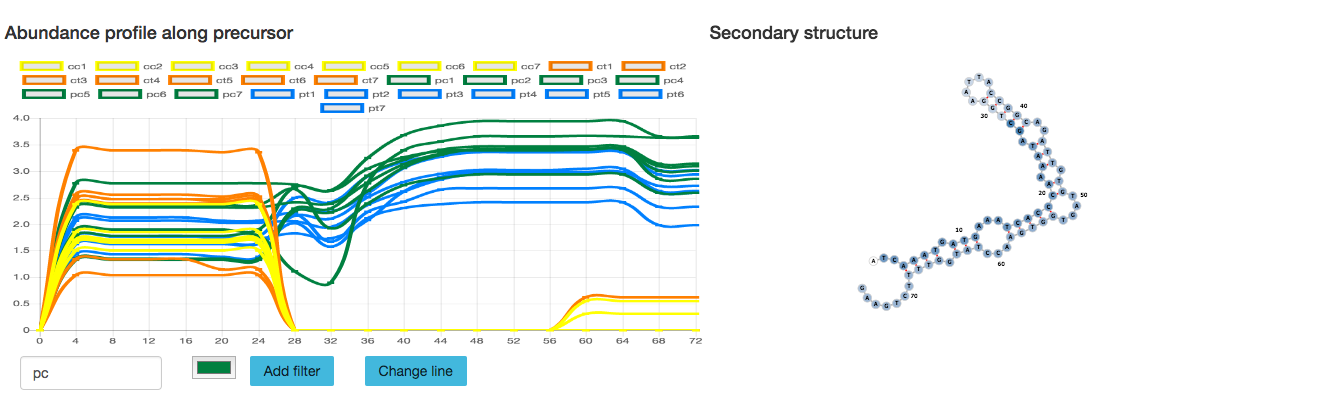 Abundance profile along precursor
cc1 cc2 cc3 cc4 cc5 cc6 cc7 ct1 ct2
ct3 ct4 ct5 ct6 ct7 pc1 pc2 pc3 pc4
pc5 pc6 pc7 pt1 pt2 pt3 pt4 pt5 pt6
pt7
4.0
3.5
3.0
2.5
2.0
1.5
1.0
0.5
0
0 4 8 12 16 20 24 28 32 36 40 44 48 52 56 60 64 68 72
pc
Add filter
Change line
Secondary structure
40
30
20
50
10
60
70